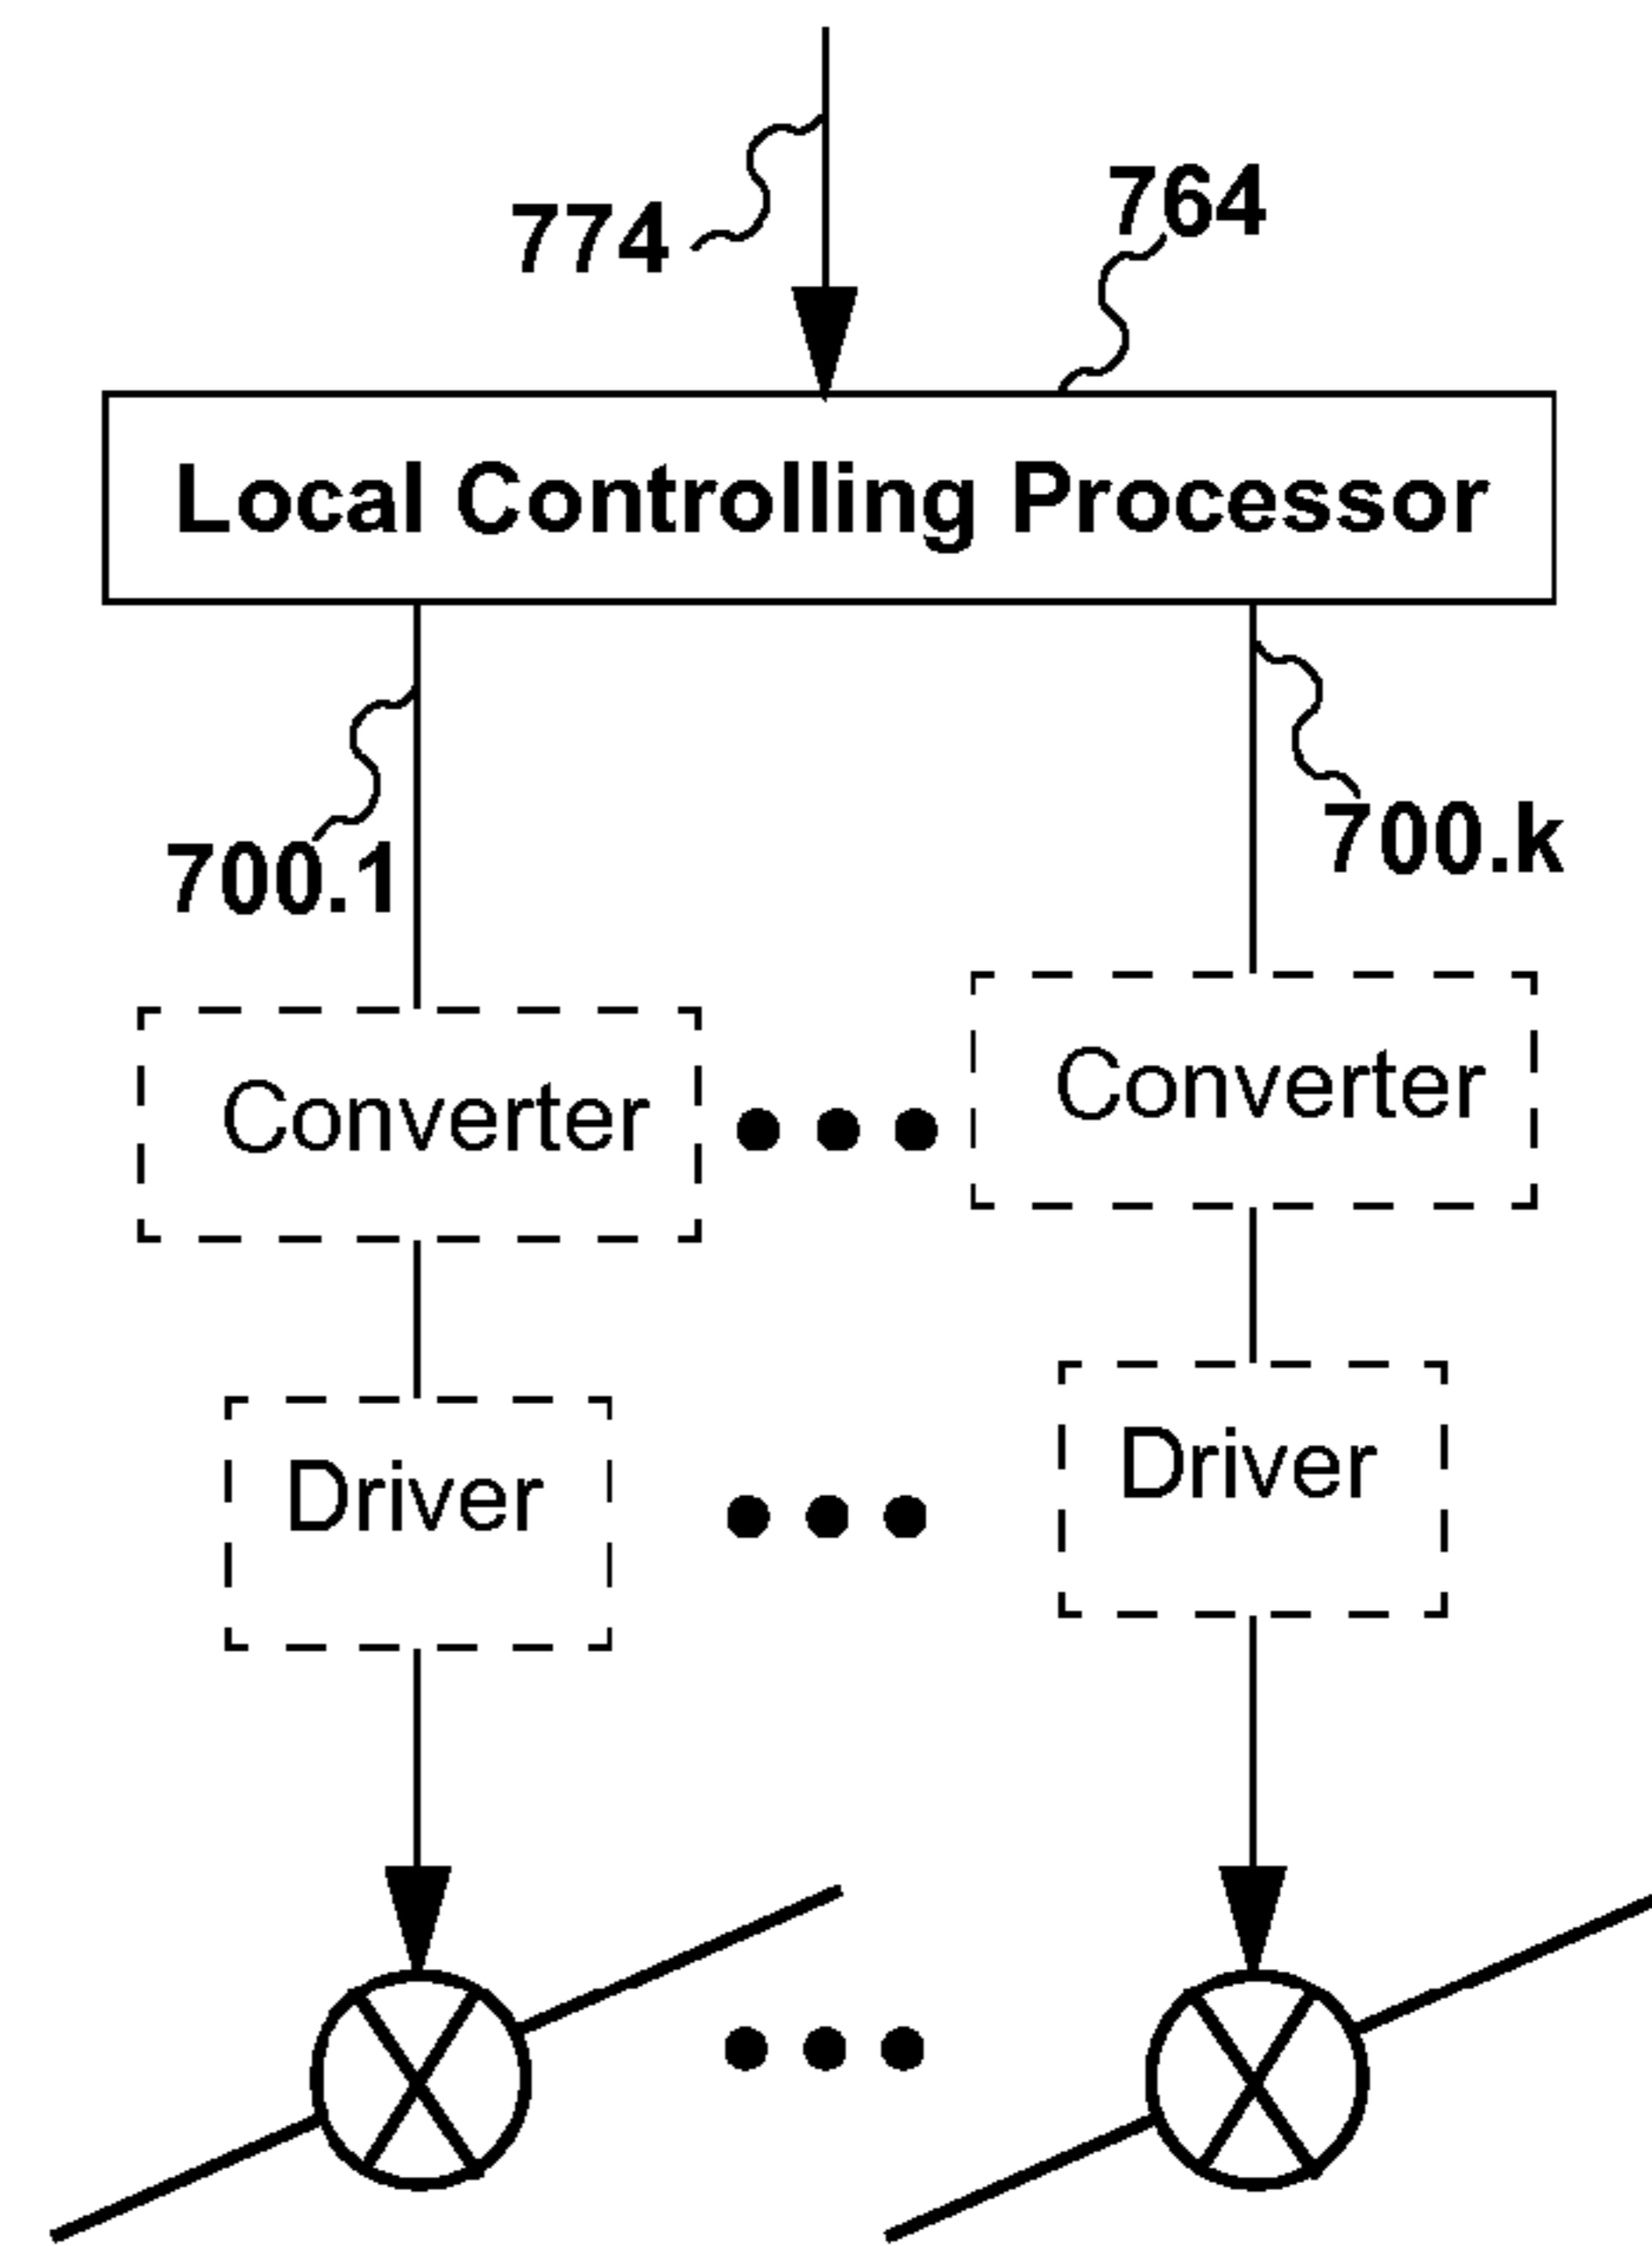 764
774
Local Controlling Processor
700.k
700.1
Converter
Converter
Driver
Driver